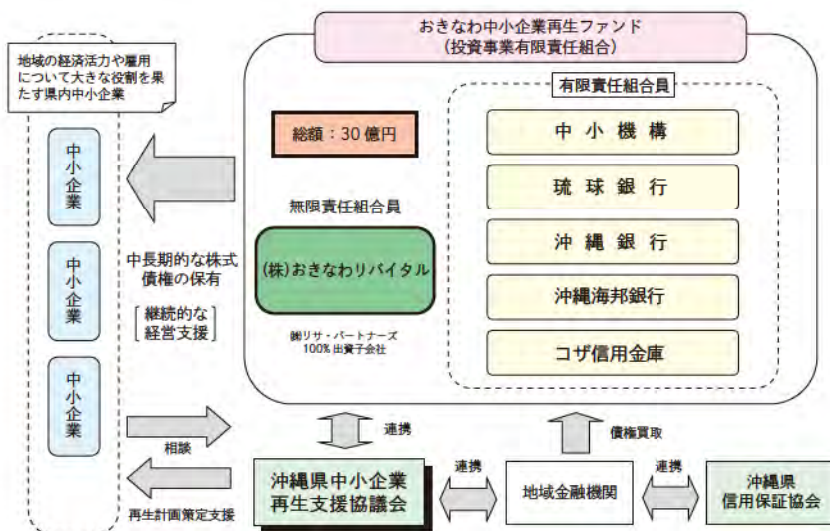 おきなわ中小企業再生ファンド
(投資事業有限責任組合)
地域の経済活力や雇用
について大きな役割を果
たす県内中小企業
有限責任組合員
総額：30 億円
中小機構
琉球銀行
沖縄銀行
沖縄海邦銀行
コザ信用金庫
中小企業
中小企業
中小企業
無限責任組合員
(株)おきなわリバイタル
㈱リサ・パートナーズ
100% 出資子会社
中長期的な株式
債権の保有
[継続的な
経営支援]
相談
再生計画策定支援
連携
債権買取
沖縄県中小企業
再生支援協議会
連携
地域金融機関
連携
沖縄県
信用保証協会